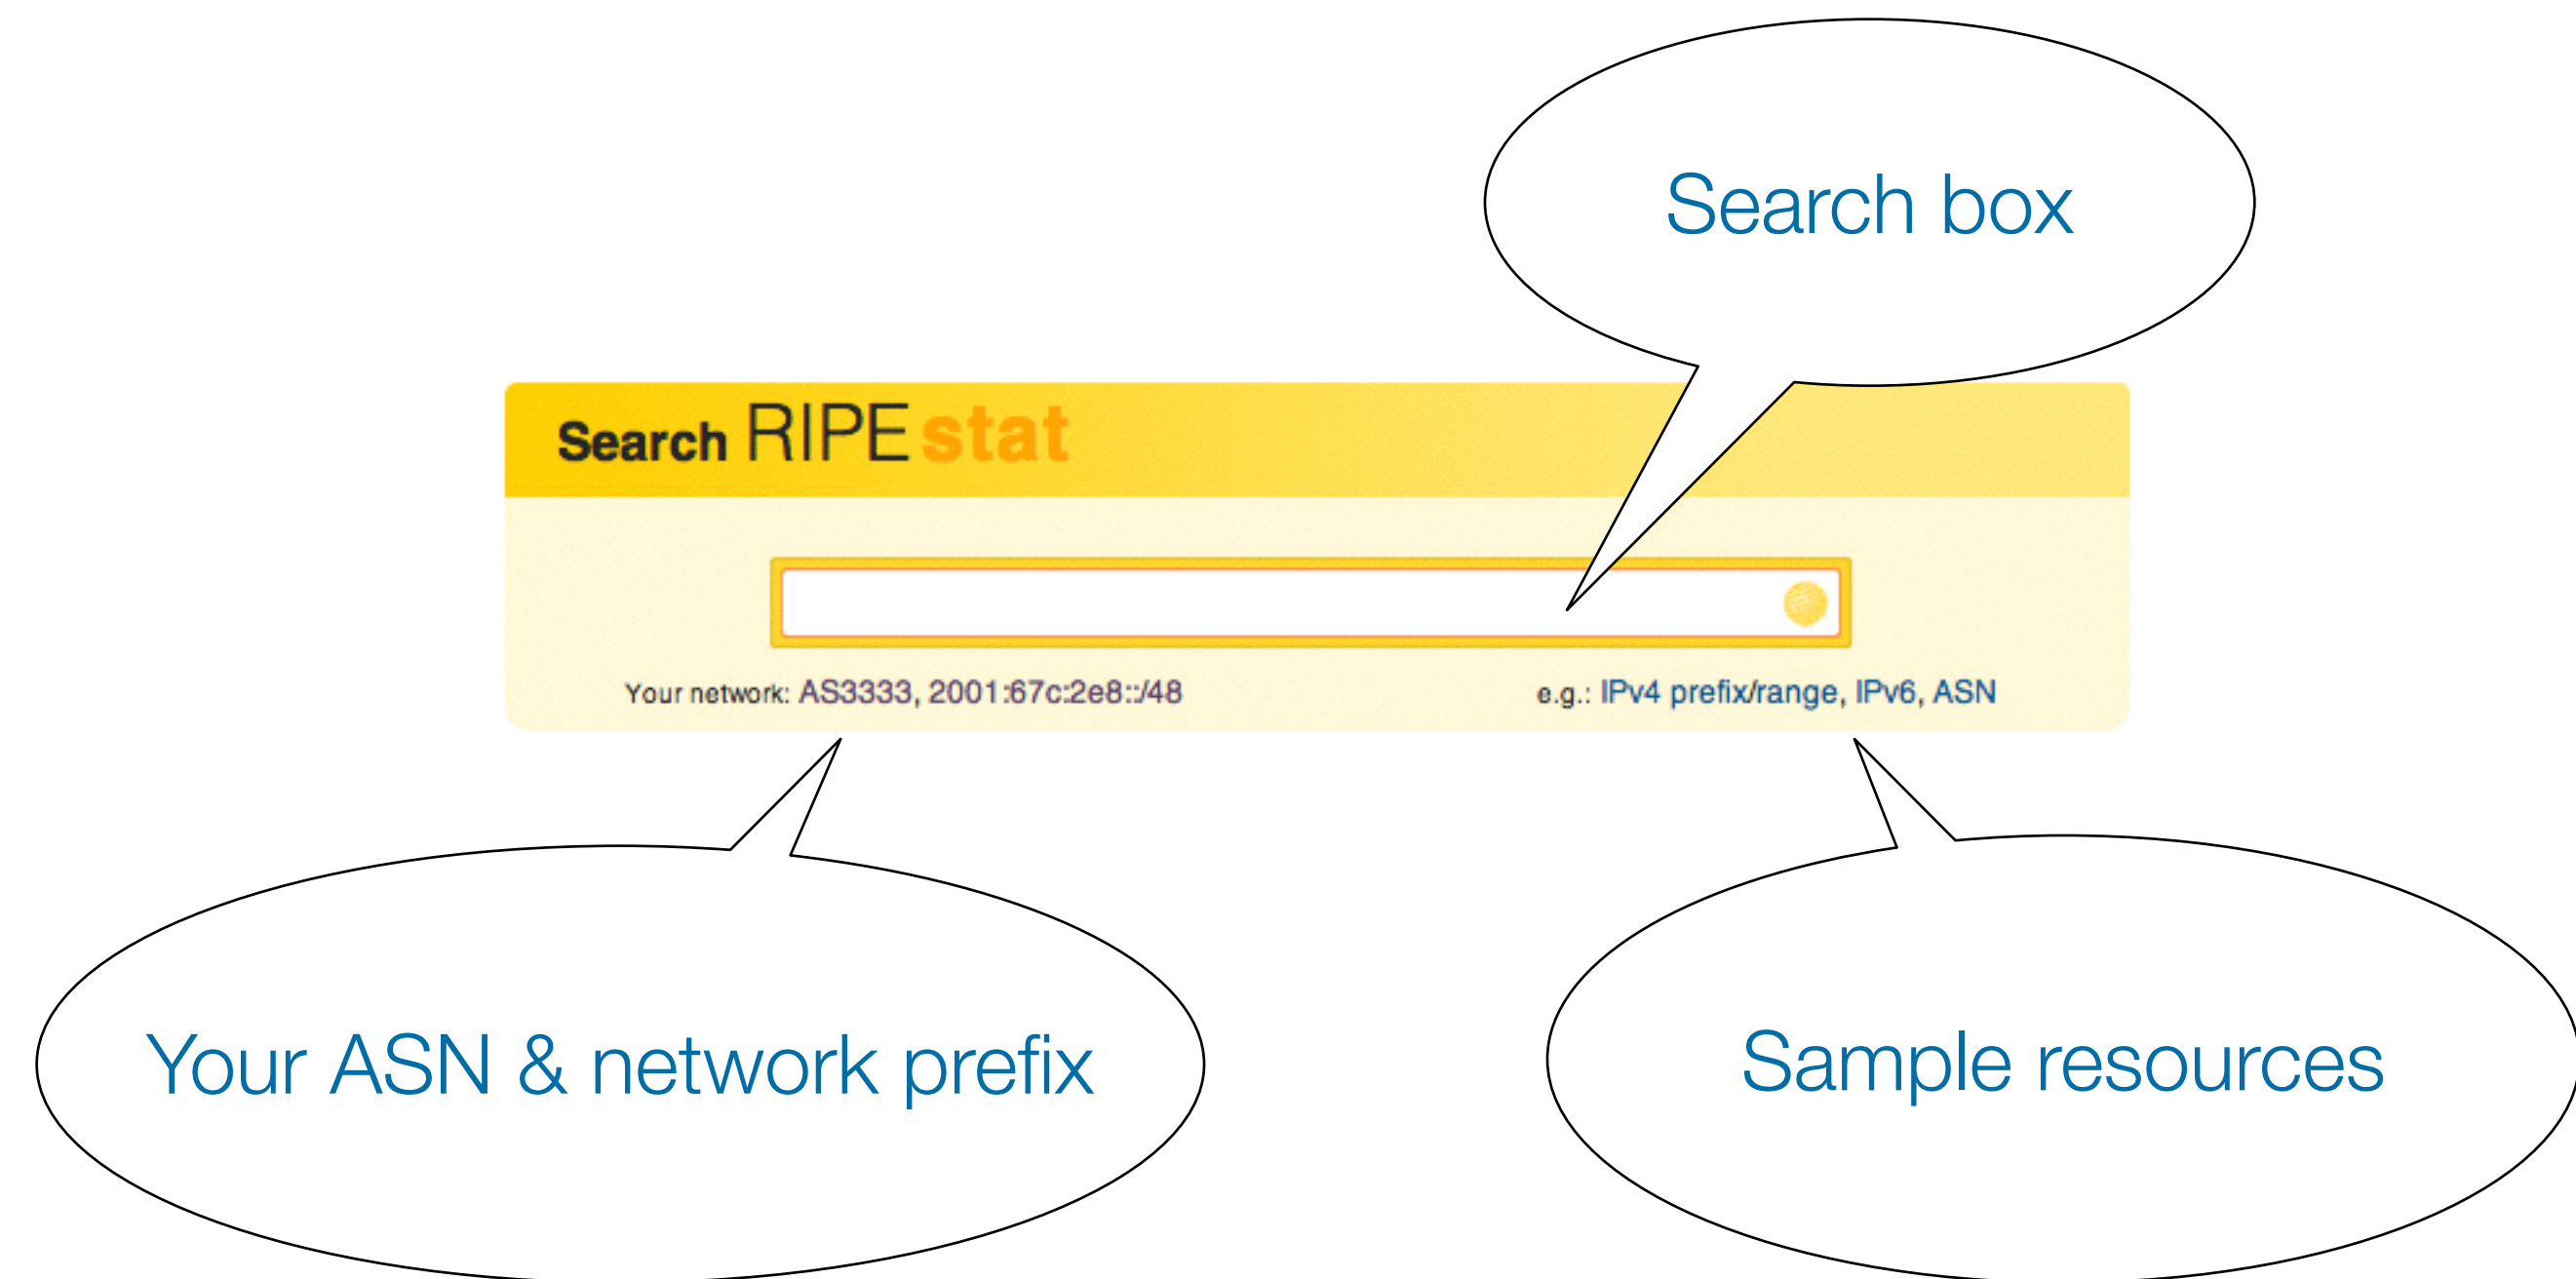 Search box
Search RIPE stat
Your network: AS3333, 2001:67c:2e8::/48
e.g.: IPv4 prefix/range, IPv6, ASN
Your ASN & network prefix
Sample resources